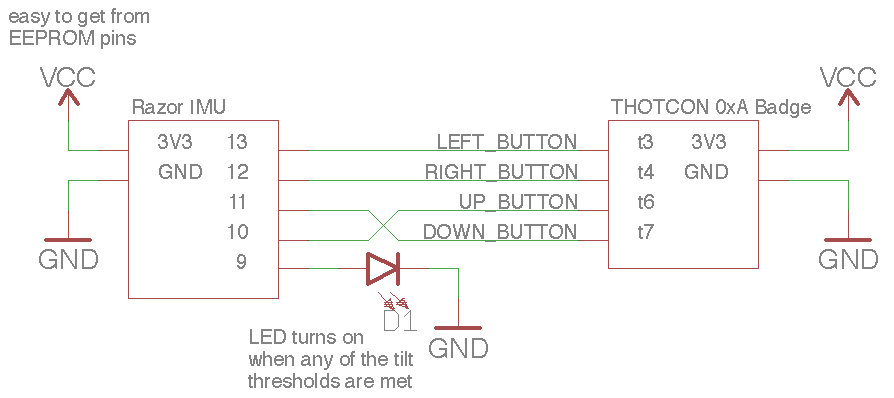 easy to get from
EEPROM pins
VCC
VCC
Razor IMU
THOTCON 0xA Badge
3V3 13 LEFT_BUTTON t3 3V3
GND 12 RIGHT_BUTTON t4 GND
11 UP_BUTTON t6
10 DOWN_BUTTON t7
GND
GND
9
D1
LED turns on
when any of the tilt
thresholds are met
GND